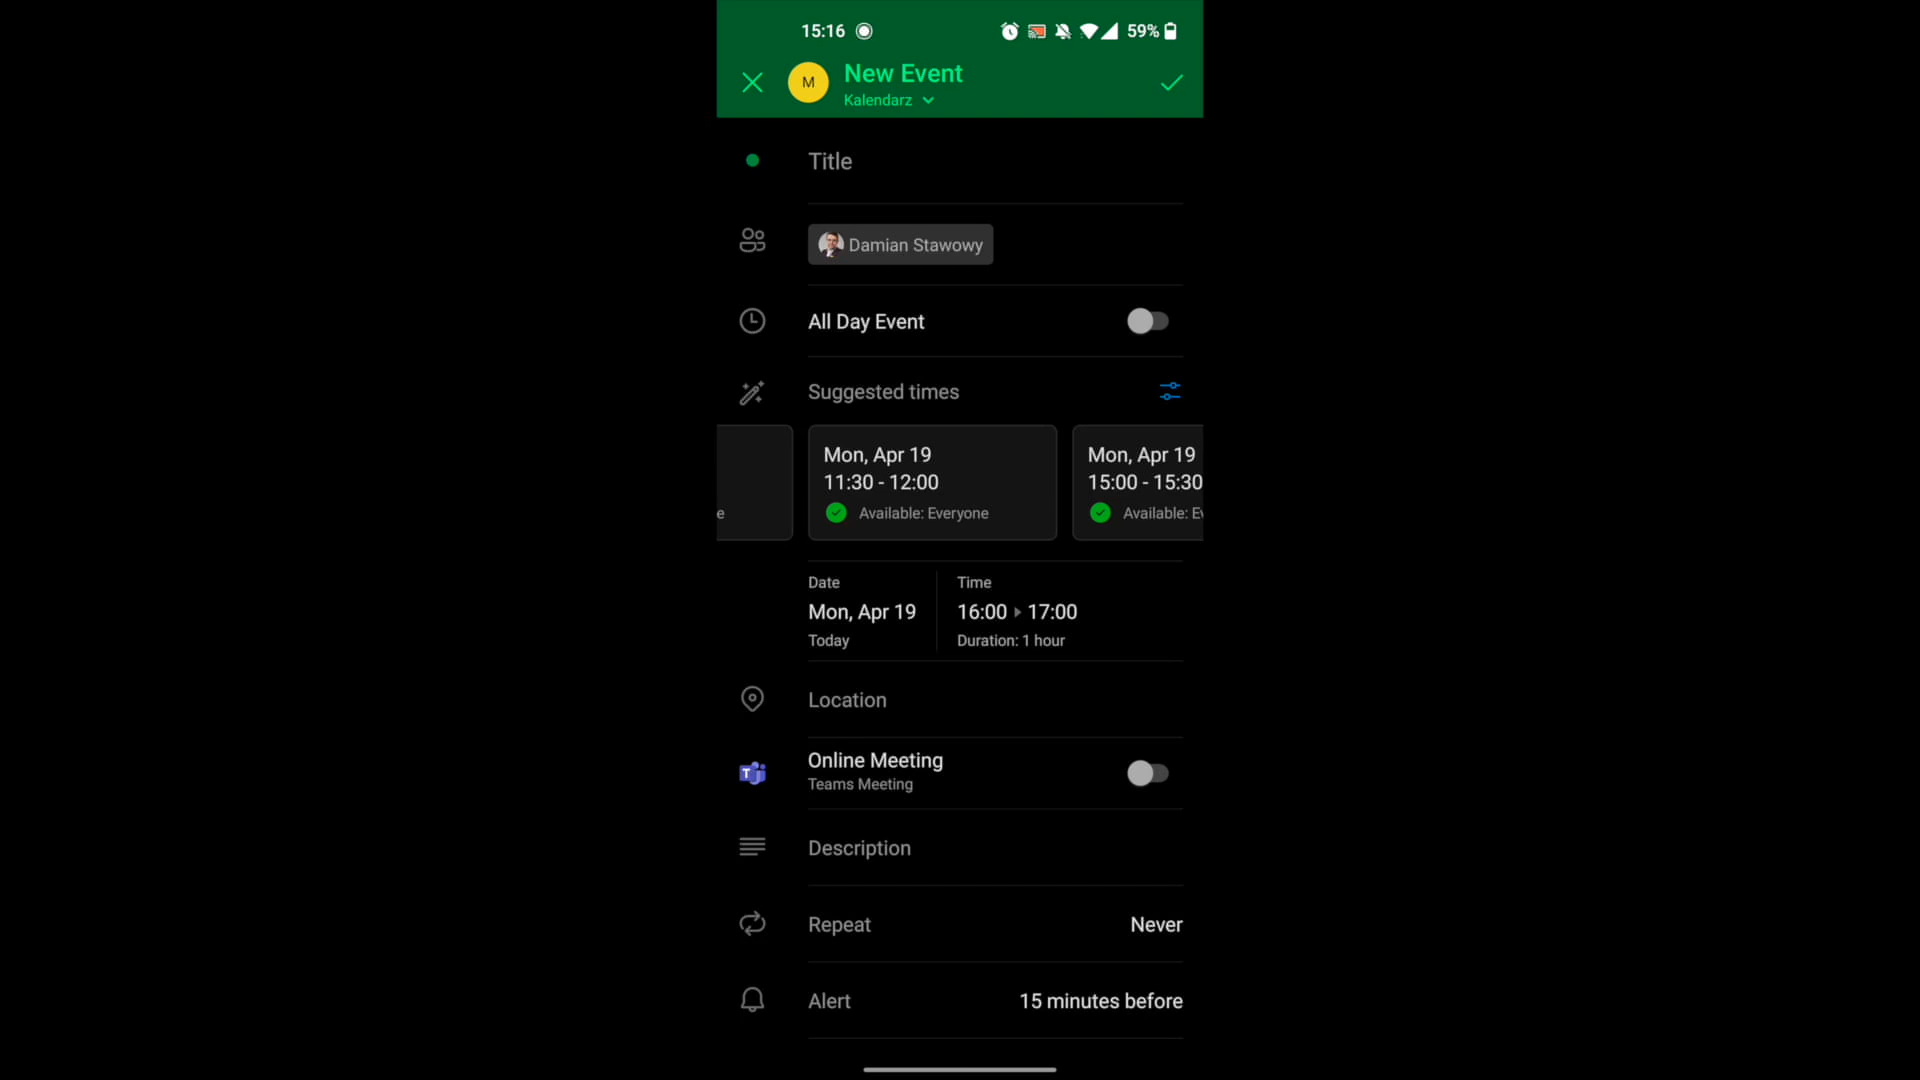 15:16 59%
M New Event
Kalendarz
Title
Damian Stawowy
All Day Event
Suggested times
Mon, Apr 19
11:30 - 12:00
Available: Everyone
Mon, Apr 19
15:00 - 15:30
Available: Ev
e
Date
Mon, Apr 19
Today
Time
16:00 17:00
Duration: 1 hour
Location
T
Online Meeting
Teams Meeting
Description
Repeat Never
Alert 15 minutes before